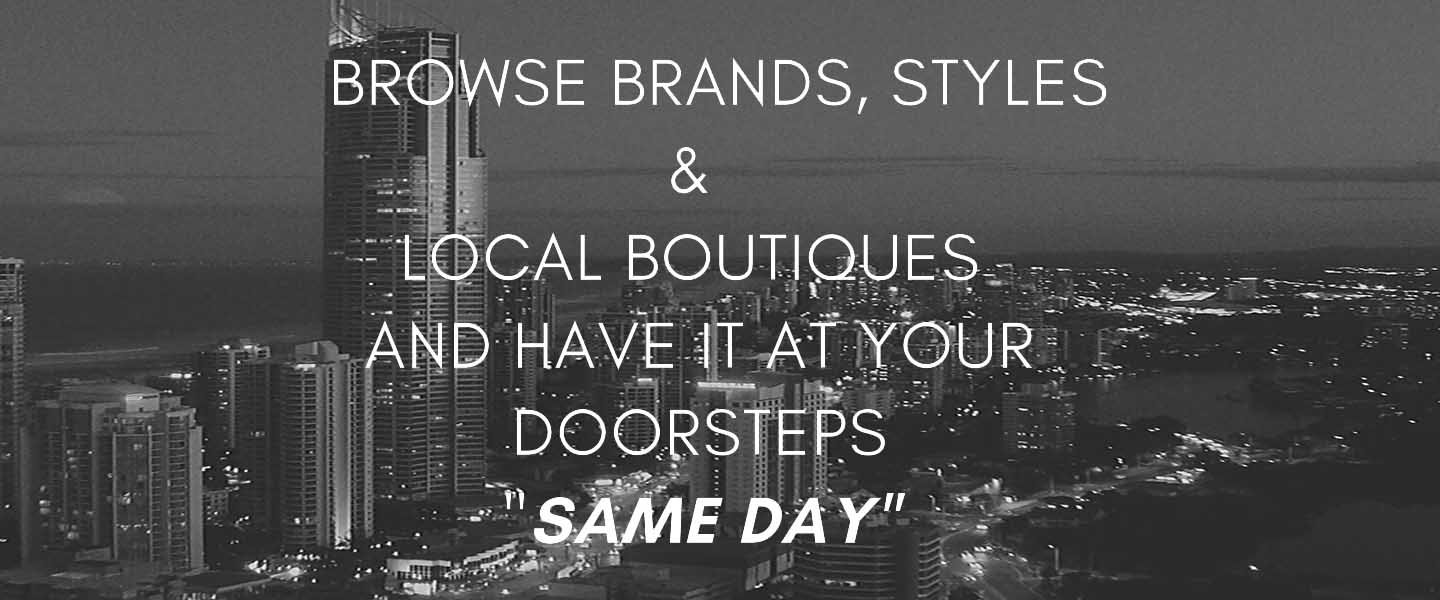 BROWSE BRANDS, STYLES
&
LOCAL BOUTIQUES
AND HAVE IT AT YOUR
DOORSTEPS
"SAME DAY"